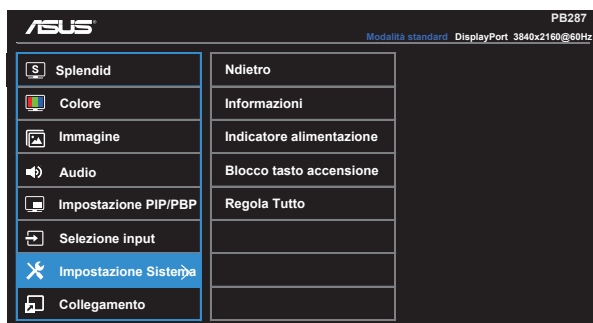 ASUS
PB287
Modalità standard DisplayPort 3840x2160@60Hz
S Splendid
Ndietro
Colore
Informazioni
Immagine
Indicatore alimentazione
Audio
Blocco tasto accensione
Impostazione PIP/PBP
Regola Tutto
Selezione input
Impostazione Sistema
Collegamento